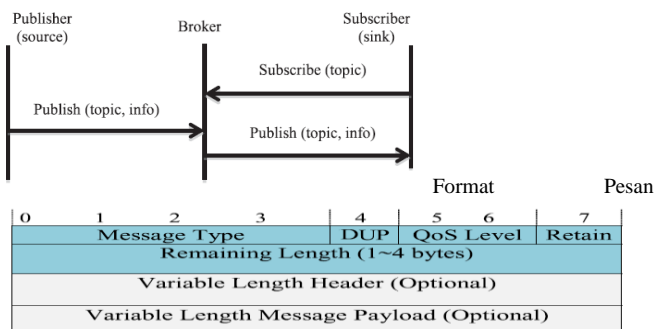 Publisher
(source)
Broker
Subscriber
(sink)
Subscribe (topic)
Publish (topic, info)
Publish (topic, info)
Format Pesan
0 1 2 3 4 5 6 7
Message Type DUP QoS Level Retain
Remaining Length (1~4 bytes)
Variable Length Header (Optional)
Variable Length Message Payload (Optional)